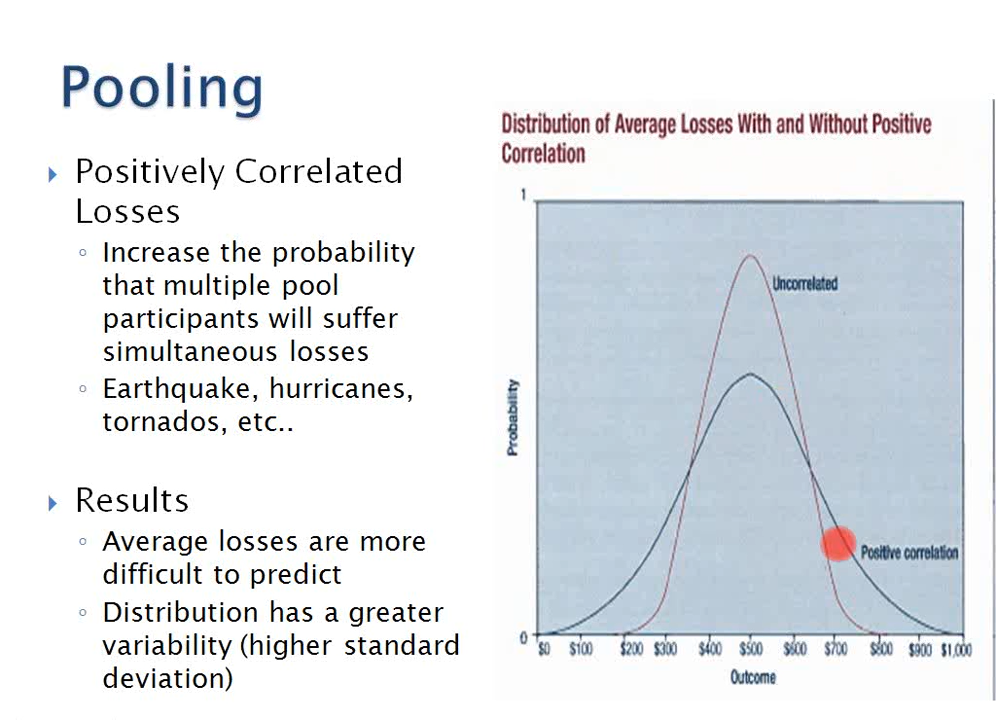 Pooling
Positively Correlated
Losses
Increase the probability
that multiple pool
participants will suffer
simultaneous losses
Earthquake, hurricanes,
tornados, etc..
Results
Average losses are more
difficult to predict
Distribution has a greater
variability (higher standard
deviation)
Distribution of Average Losses With and Without Positive
Correlation
1
Uncorrelated
Probability
Positive correlation
0
$0 $100 $200 $300 $400 $500 $600 $700 $800 $900 $1,000
Outcome